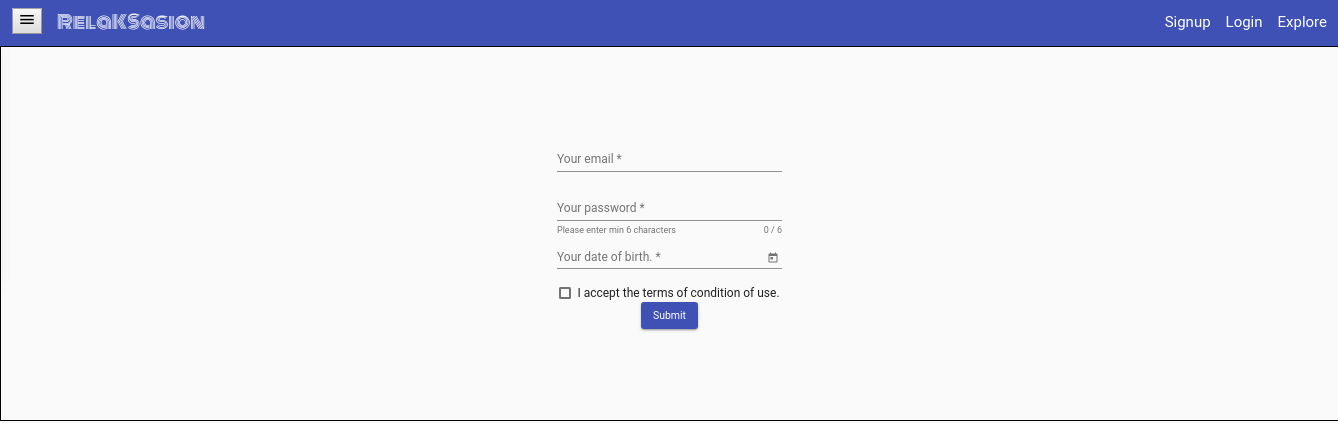 RelakSasion
Signup Login Explore
Your email *
Your password *
Please enter min 6 characters 0 / 6
Your date of birth. *
I accept the terms of condition of use.
Submit